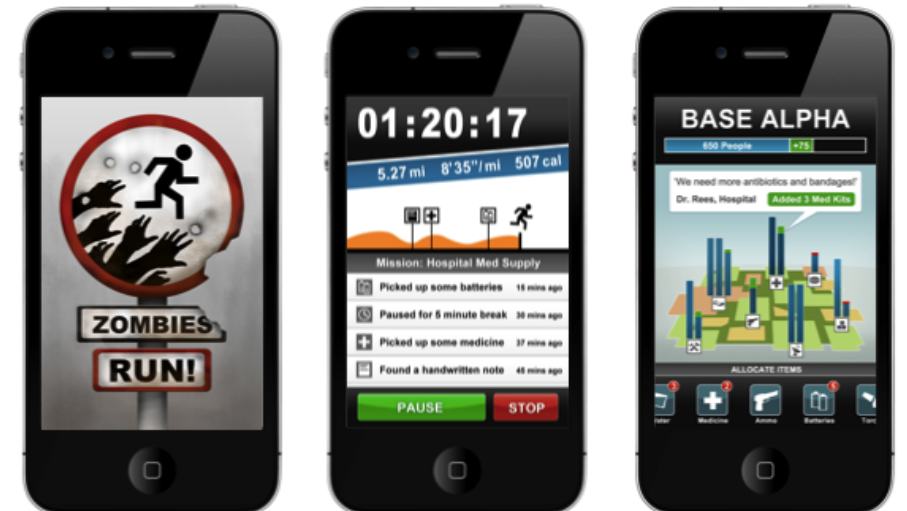 ZOMBIES,
RUN!
01:20:17
5.27 mi 8'35"/mi 507 cal
Mission: Hospital Med Supply
Picked up some batteries 15 mins ago
Paused for 5 minute break 30 mins ago
Picked up some medicine 37 mins ago
Found a handwritten note 45 mins ago
PAUSE STOP
BASE ALPHA
650 People +75
'We need more antibiotics and bandages!'
Dr. Rees, Hospital Added 3 Med Kits
ALLOCATE ITEMS
3 2 5
Medicine Ammo Batteries